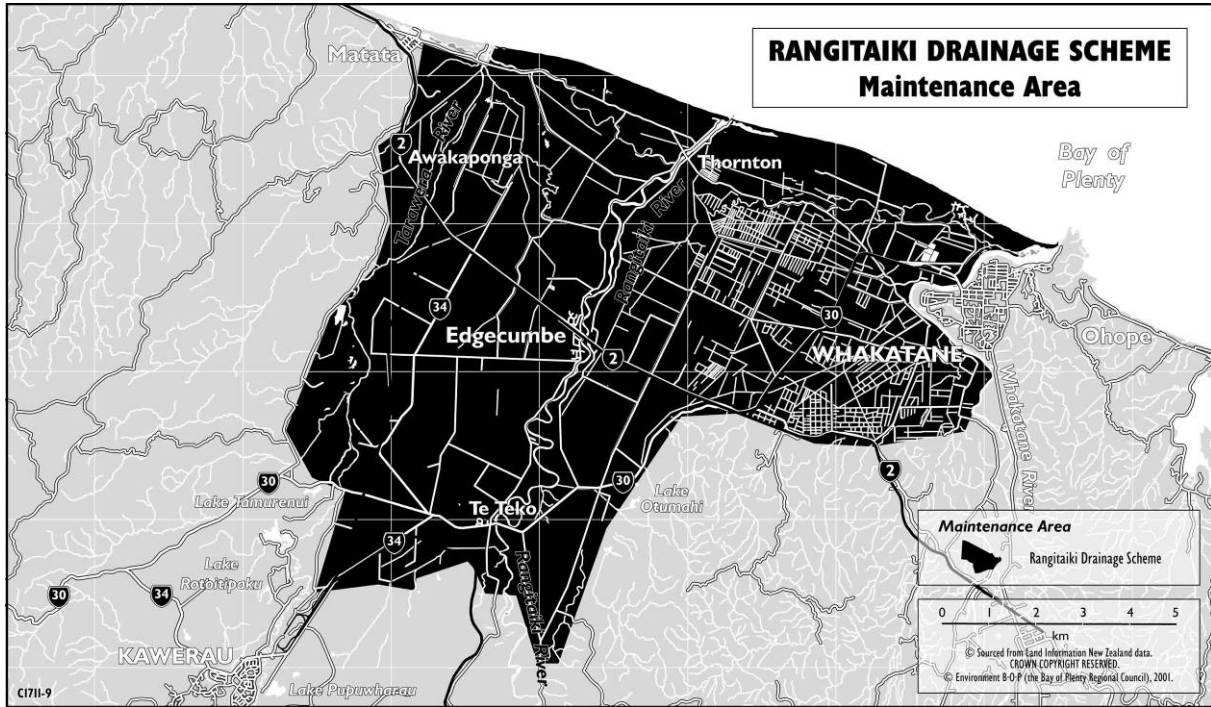 RANGITAIKI DRAINAGE SCHEME
Maintenance Area
Matata
Bay of
Plenty
2
Tarawera River
Awakaponga
Thornton
Rangitaiki River
34
30
Edgecumbe
2
WHAKATANE
Ohope
Whakatane River
30
Lake Tamurenui
30
Lake
Otumahi
2
Te Teko
34
Rangitaiki River
Lake
Rotoitipaku
30
34
KAWERAU
Lake Pupuwharau
Maintenance Area
Rangitaiki Drainage Scheme
0 1 2 3 4 5
km
© Sourced from Land Information New Zealand data.
CROWN COPYRIGHT RESERVED.
© Environment B·O·P (the Bay of Plenty Regional Council), 2001.
C1711-9